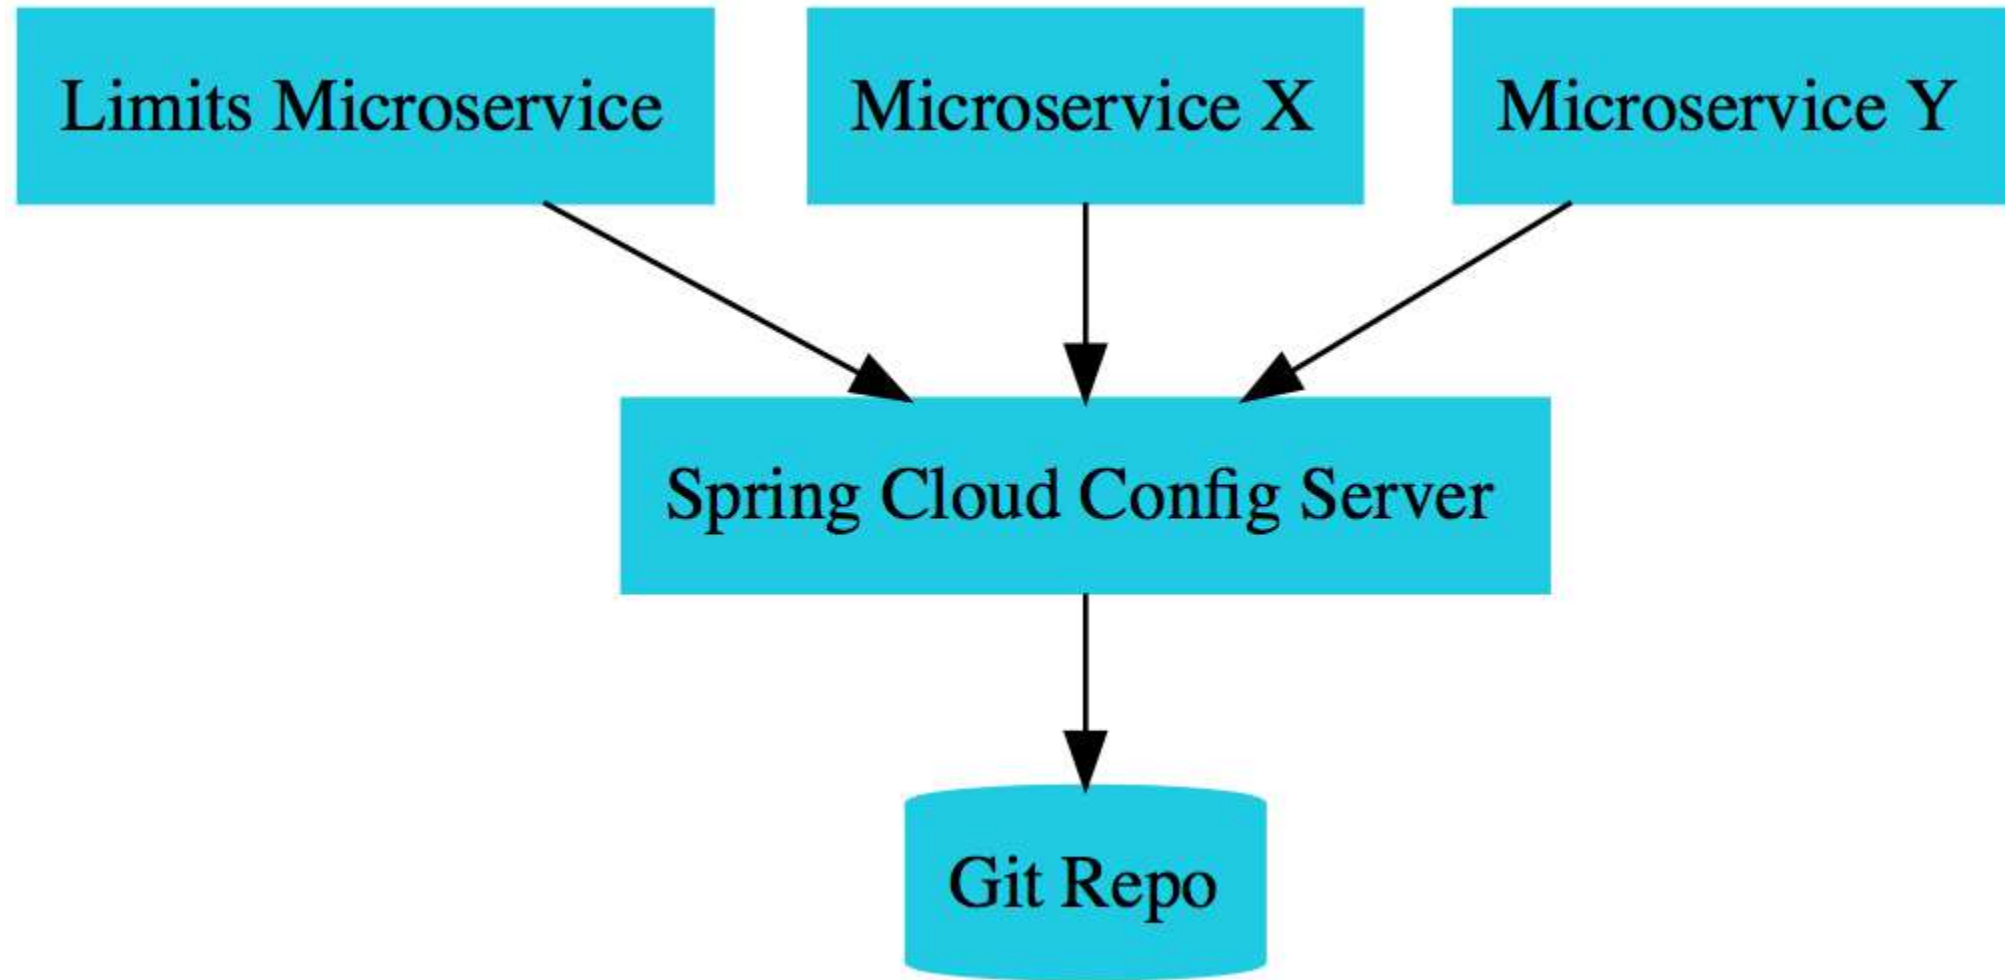 Limits Microservice
Microservice X
Microservice Y
Spring Cloud Config Server
Git Repo